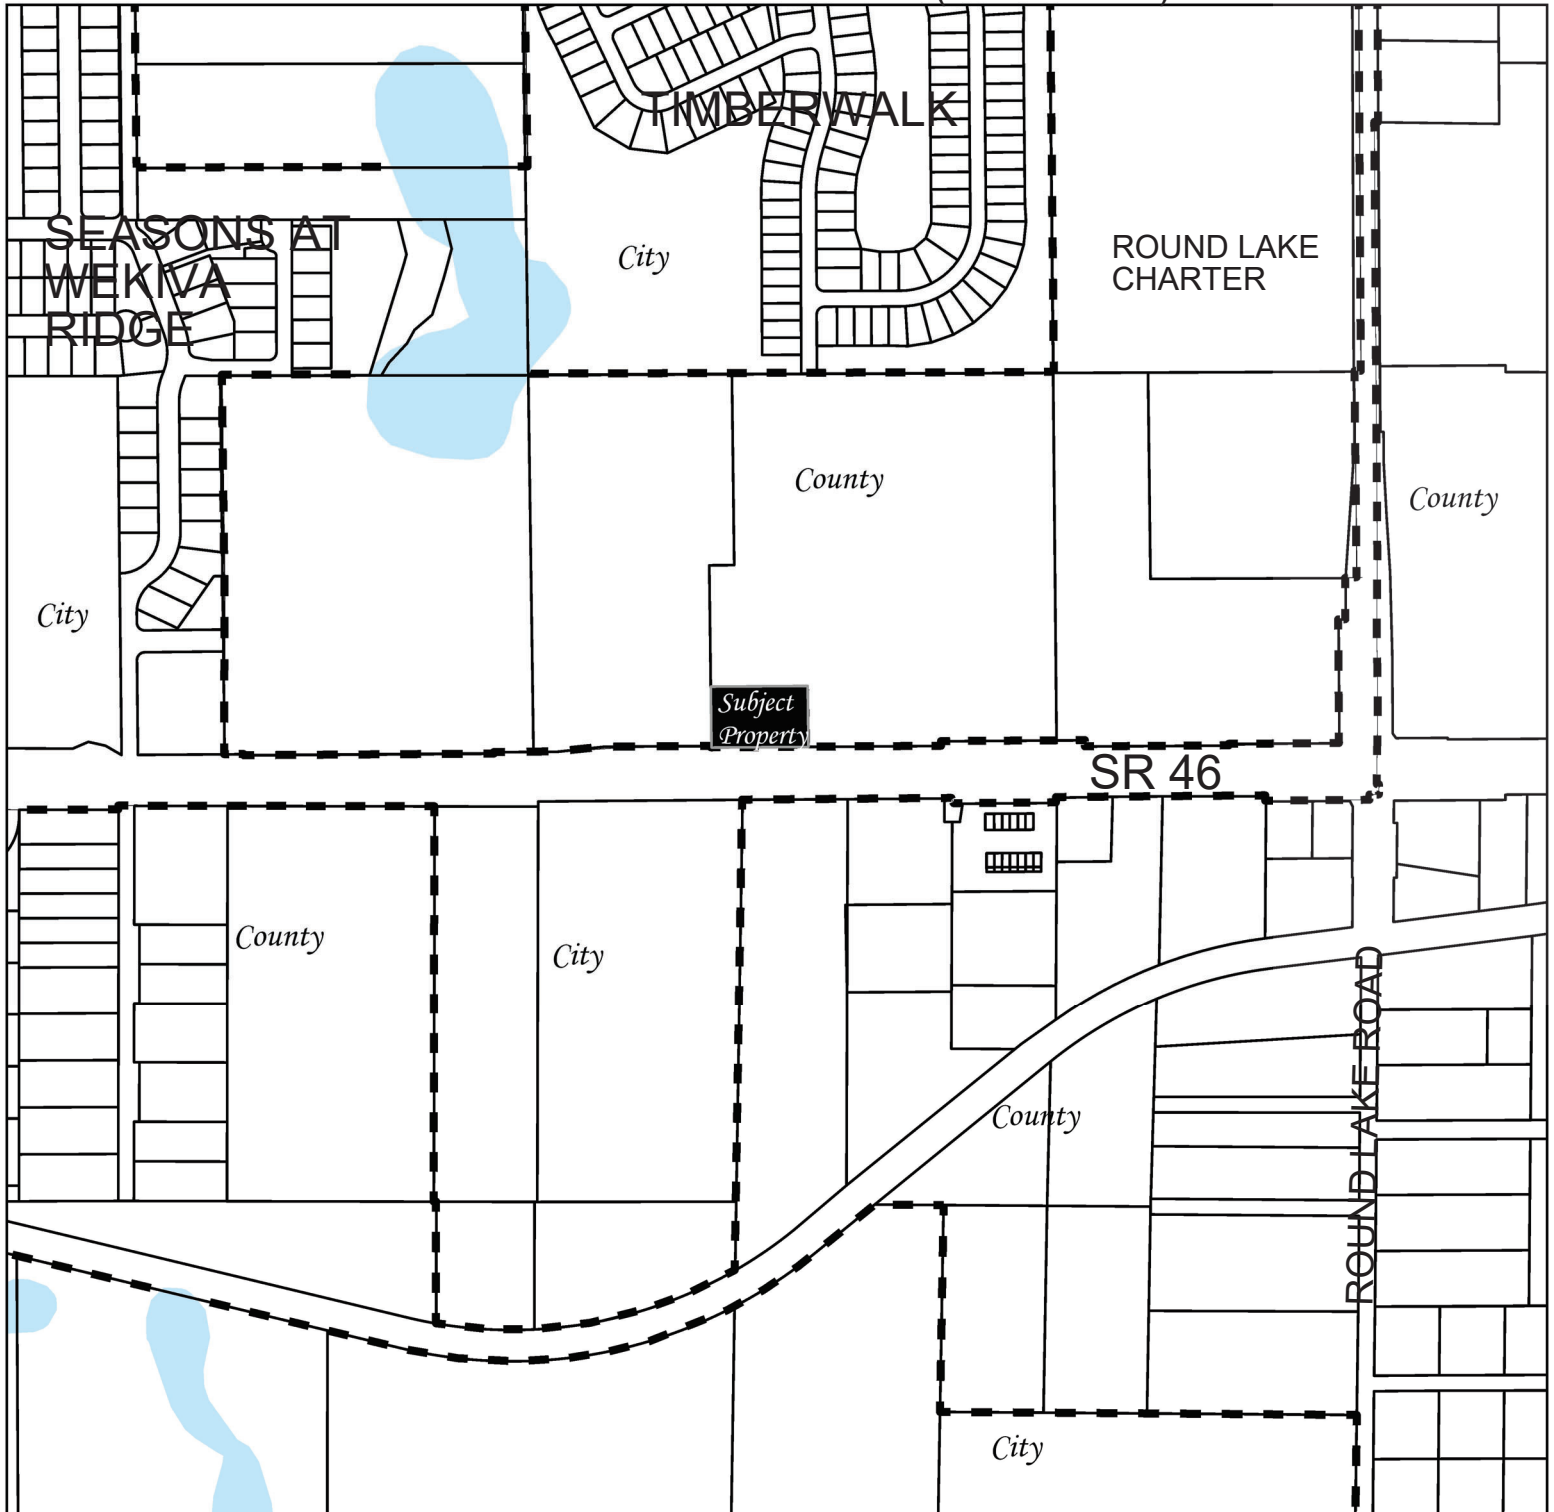 TIMBERWALK
SEASONS AT
WEKIVA
RIDGE
City
ROUND LAKE
CHARTER
County
County
City
Subject
Property
SR 46
County
City
County
ROUND LAKE ROAD
City